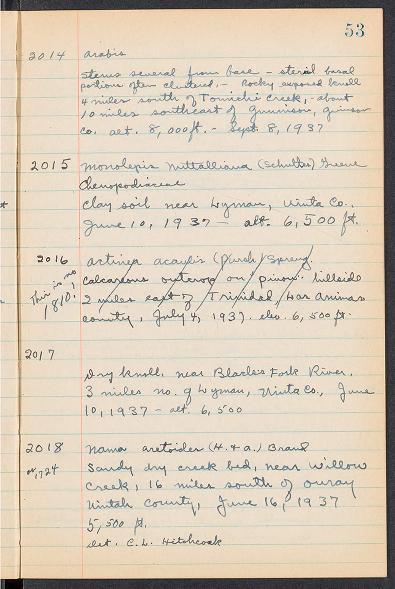 53
2014 Arabis
Stems several from base - steril basal
portions often clustered, - Rocky exposed knoll
4 miles south of Tomichi Creek, - about
10 miles southeast of Gunnison, Gunnison
Co. alt. 8,000 ft. - Sept. 8, 1937
2015 Monolepis Nuttalliana (Schultes) Greene
Chenopodiaceae
Clay soil near Lyman, Uinta Co.,
June 10, 1937 - alt. 6,500 ft.
2016 Actinea acaulis (Pursh) Spreng.
This is no 1810! Calcareous outcrop on pinon hillside
2 miles east of Trinidad, Las Animas
County, July 4, 1937. elev. 6,500 ft.
2017
Dry knoll, near Blacks Fork River,
3 miles no. of Lyman, Uinta Co., June
10, 1937 - alt. 6,500
2018 Nama aretoides (H. & A.) Brand
or 1724 Sandy dry creek bed, near Willow
Creek, 16 miles south of Ouray
Uintah County, June 16, 1937
5,500 ft.
det. C. L. Hitchcock